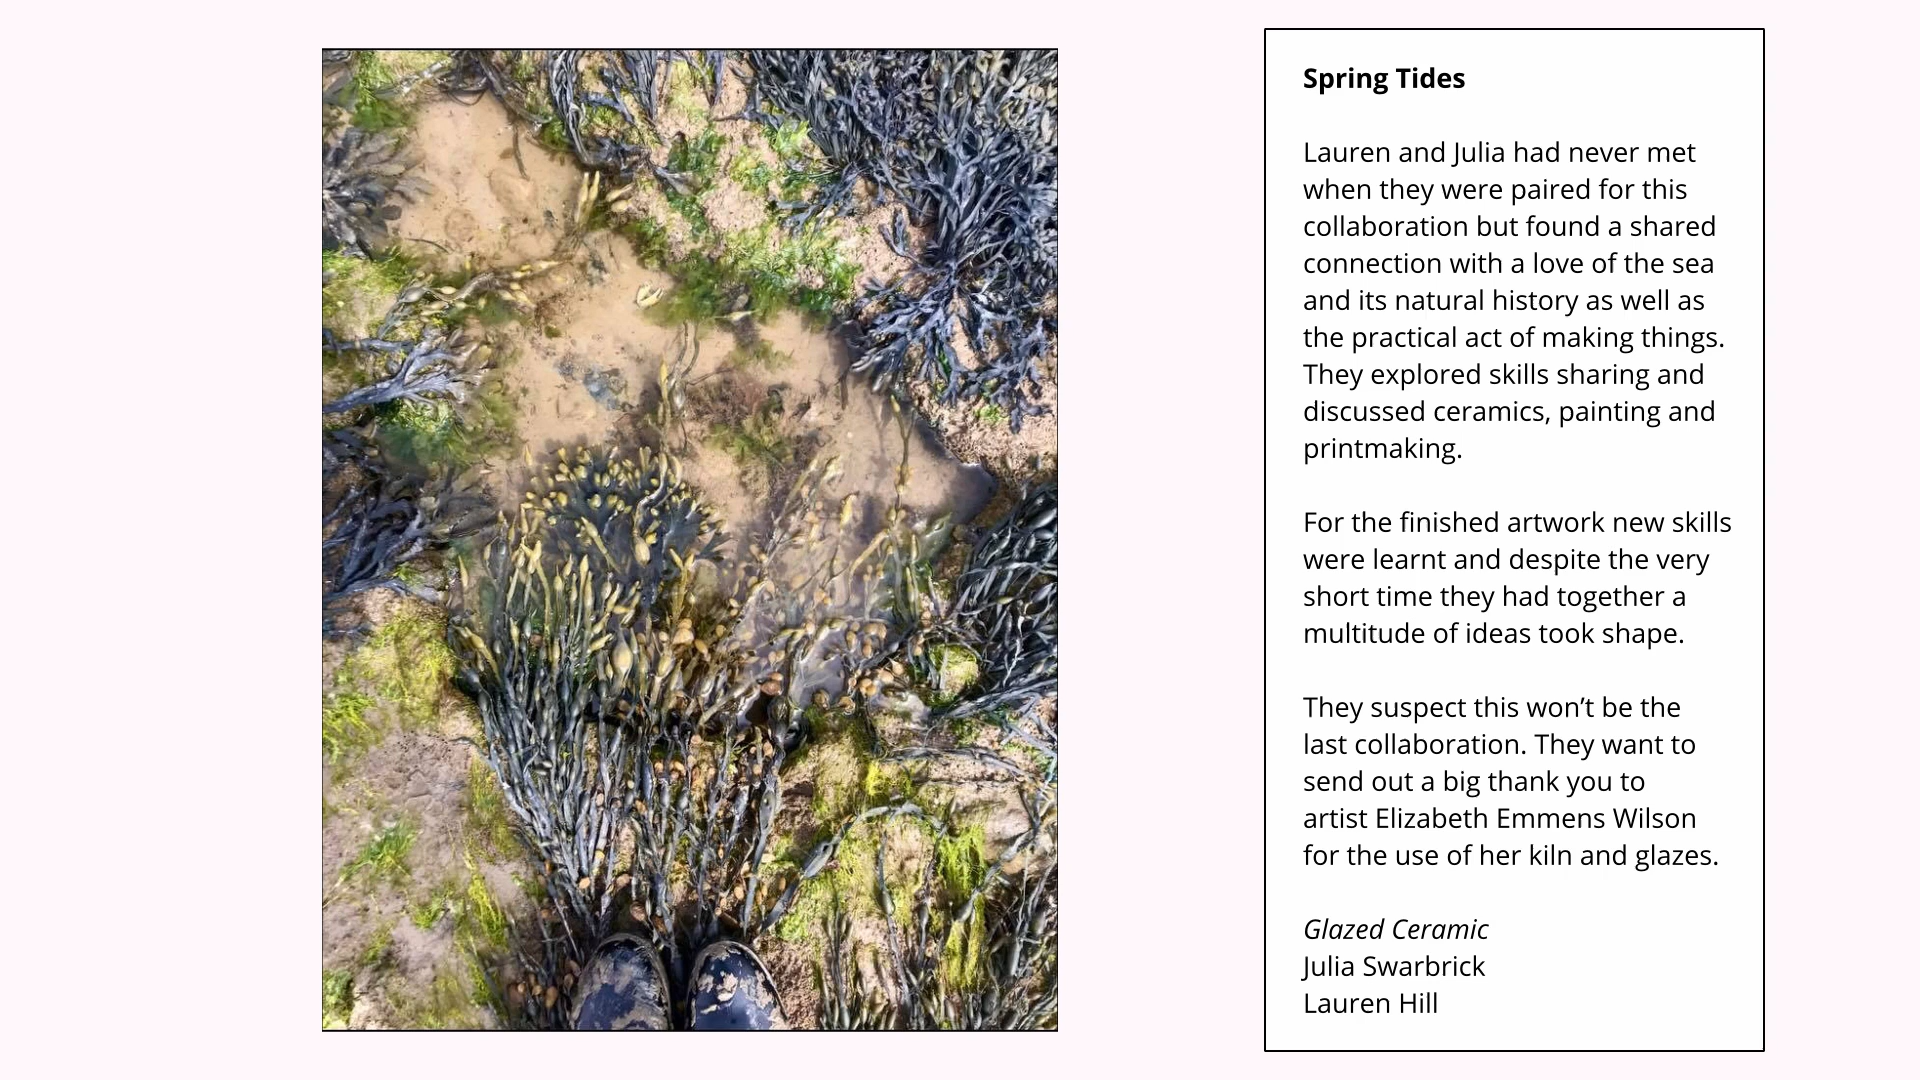 Spring Tides
Lauren and Julia had never met
when they were paired for this
collaboration but found a shared
connection with a love of the sea
and its natural history as well as
the practical act of making things.
They explored skills sharing and
discussed ceramics, painting and
printmaking.
For the finished artwork new skills
were learnt and despite the very
short time they had together a
multitude of ideas took shape.
They suspect this won’t be the
last collaboration. They want to
send out a big thank you to
artist Elizabeth Emmens Wilson
for the use of her kiln and glazes.
Glazed Ceramic
Julia Swarbrick
Lauren Hill